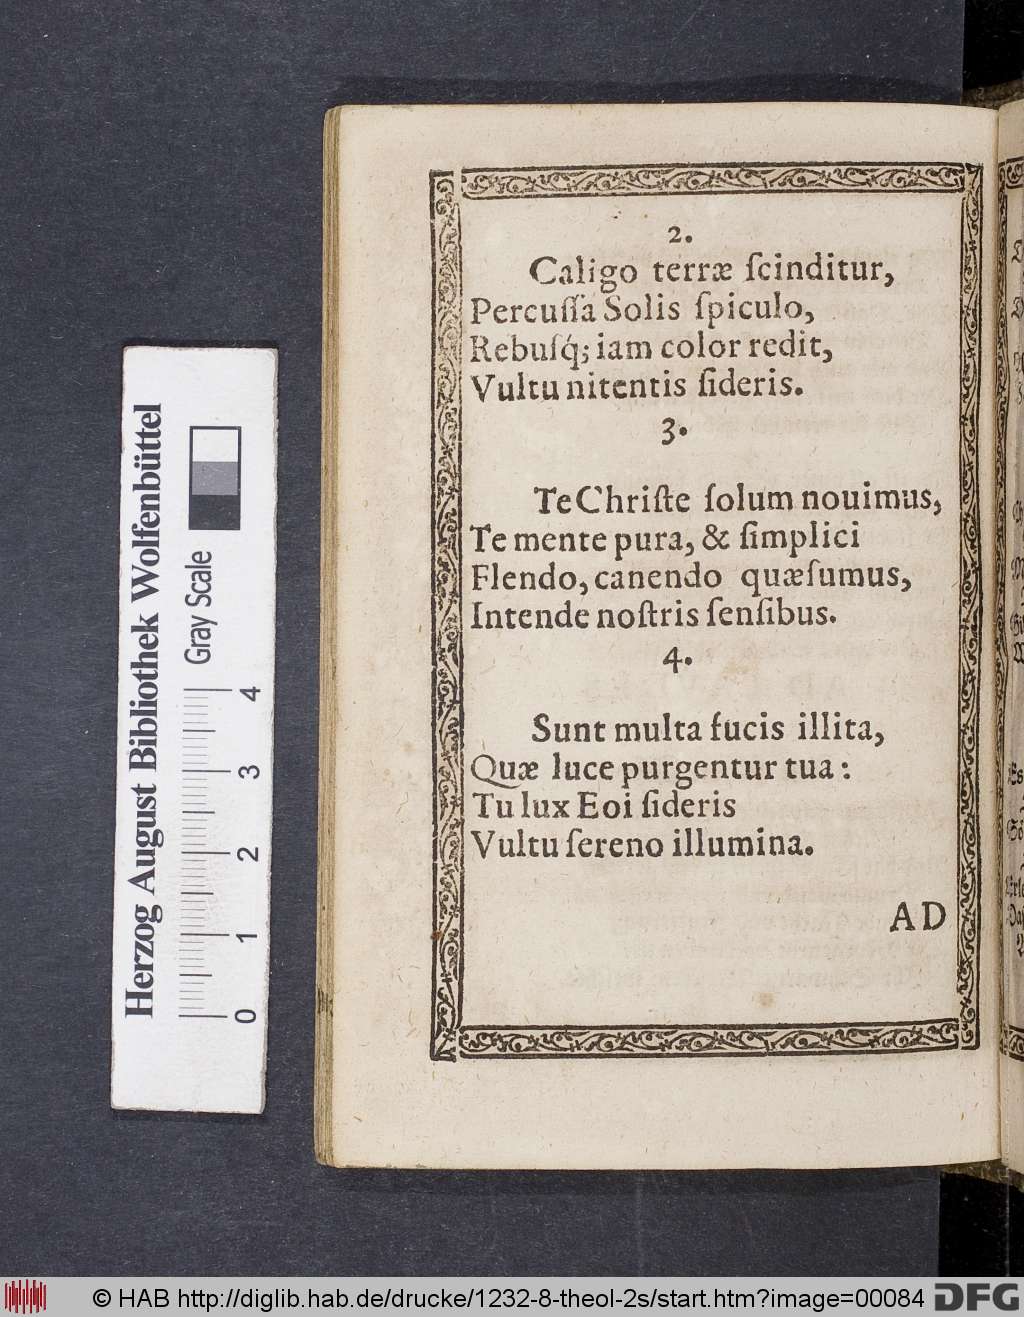 2.
Caligo terræ ſcinditur,
Percuſſa Solis ſpiculo,
Rebuſq́; iam color redit,
Vultu nitentis ſideris.
3.
Te Chriſte ſolum nouimus,
Te mente pura, & ſimplici
Flendo, canendo quæſumus,
Intende noſtris ſenſibus.
4.
Sunt multa fucis illita,
Quæ luce purgentur tua:
Tu lux Eoi ſideris
Vultu ſereno illumina.
AD
Herzog August Bibliothek Wolfenbüttel
Gray Scale
0 1 2 3 4
© HAB http://diglib.hab.de/drucke/1232-8-theol-2s/start.htm?image=00084
DFG